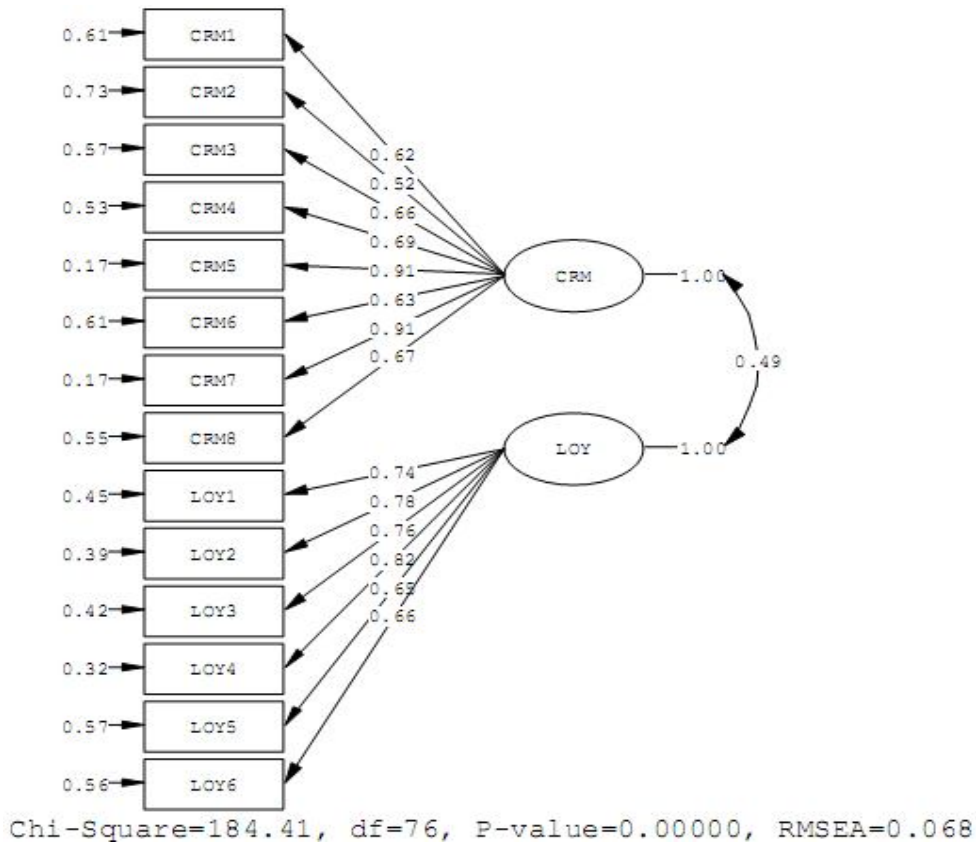 0.61 CRM1
0.73 CRM2
0.57 CRM3
0.53 CRM4
0.17 CRM5
0.61 CRM6
0.17 CRM7
0.55 CRM8
0.45 LOY1
0.39 LOY2
0.42 LOY3
0.32 LOY4
0.57 LOY5
0.56 LOY6
0.62
0.52
0.66
0.69
0.91
0.63
0.91
0.67
CRM 1.00
0.49
LOY 1.00
0.74
0.78
0.76
0.82
0.65
0.66
Chi-Square=184.41, df=76, P-value=0.00000, RMSEA=0.068